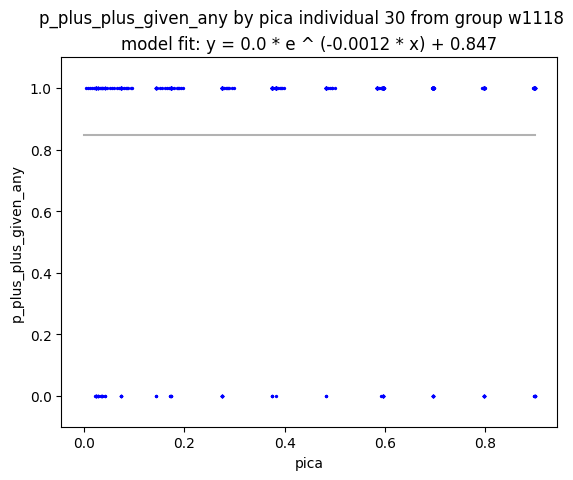 p_plus_plus_given_any by pica individual 30 from group w1118
model fit: y = 0.0 * e ^ (-0.0012 * x) + 0.847
p_plus_plus_given_any
1.0
0.8
0.6
0.4
0.2
0.0
0.0 0.2 0.4 0.6 0.8
pica